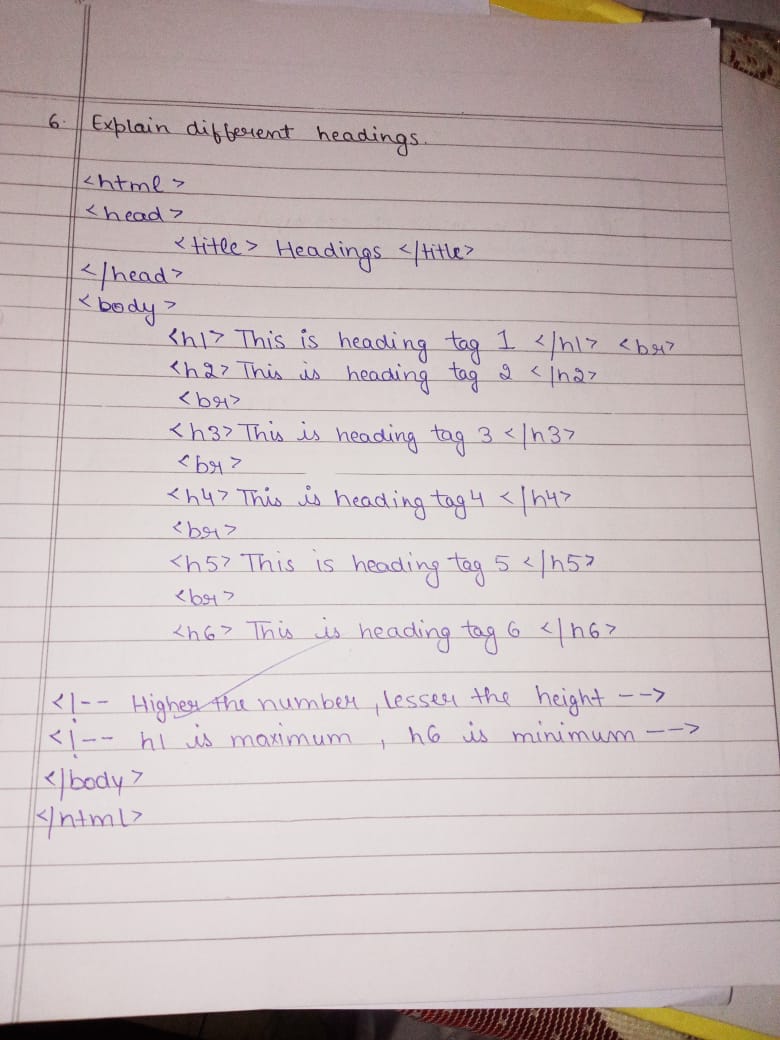 6. Explain different headings.
<html>
<head>
<title> Headings </title>
</head>
<body>
<h1> This is heading tag 1 </h1> <br>
<h2> This is heading tag 2 </h2>
<br>
<h3> This is heading tag 3 </h3>
<br>
<h4> This is heading tag 4 </h4>
<br>
<h5> This is heading tag 5 </h5>
<br>
<h6> This is heading tag 6 </h6>
<!-- Higher the number, lesser the height -->
<!-- h1 is maximum, h6 is minimum -->
</body>
</html>